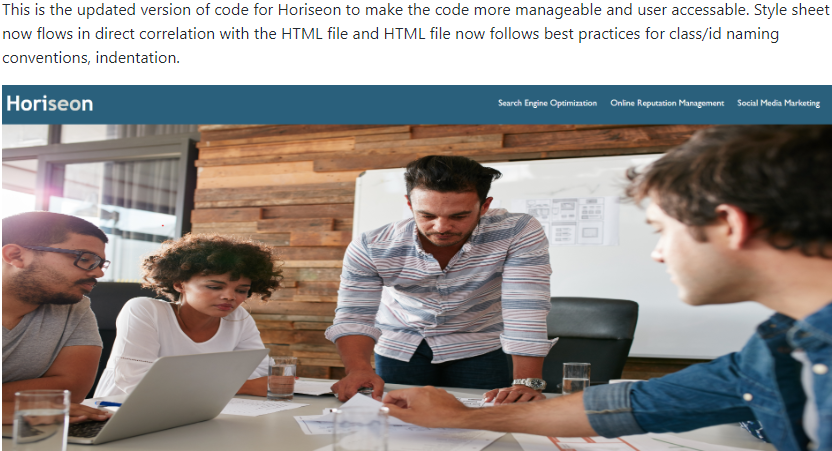 This is the updated version of code for Horiseon to make the code more manageable and user accessable. Style sheet
now flows in direct correlation with the HTML file and HTML file now follows best practices for class/id naming
conventions, indentation.
Horiseon
Search Engine Optimization Online Reputation Management Social Media Marketing